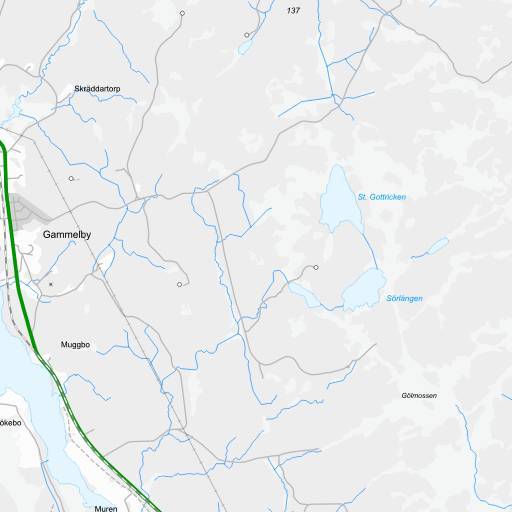 137
Skräddartorp
St. Gottricken
Gammelby
Sörlången
Muggbo
Gölmossen
ökebo
Muren